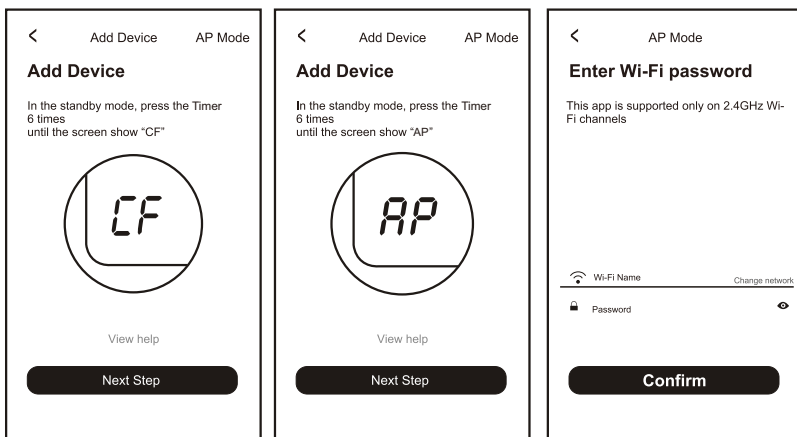 < Add Device AP Mode
Add Device
In the standby mode, press the Timer
6 times
until the screen show “CF”
CF
View help
Next Step
< Add Device AP Mode
Add Device
In the standby mode, press the Timer
6 times
until the screen show “AP”
AP
View help
Next Step
< AP Mode
Enter Wi-Fi password
This app is supported only on 2.4GHz Wi-
Fi channels
Wi-Fi Name Change network
Password
Confirm